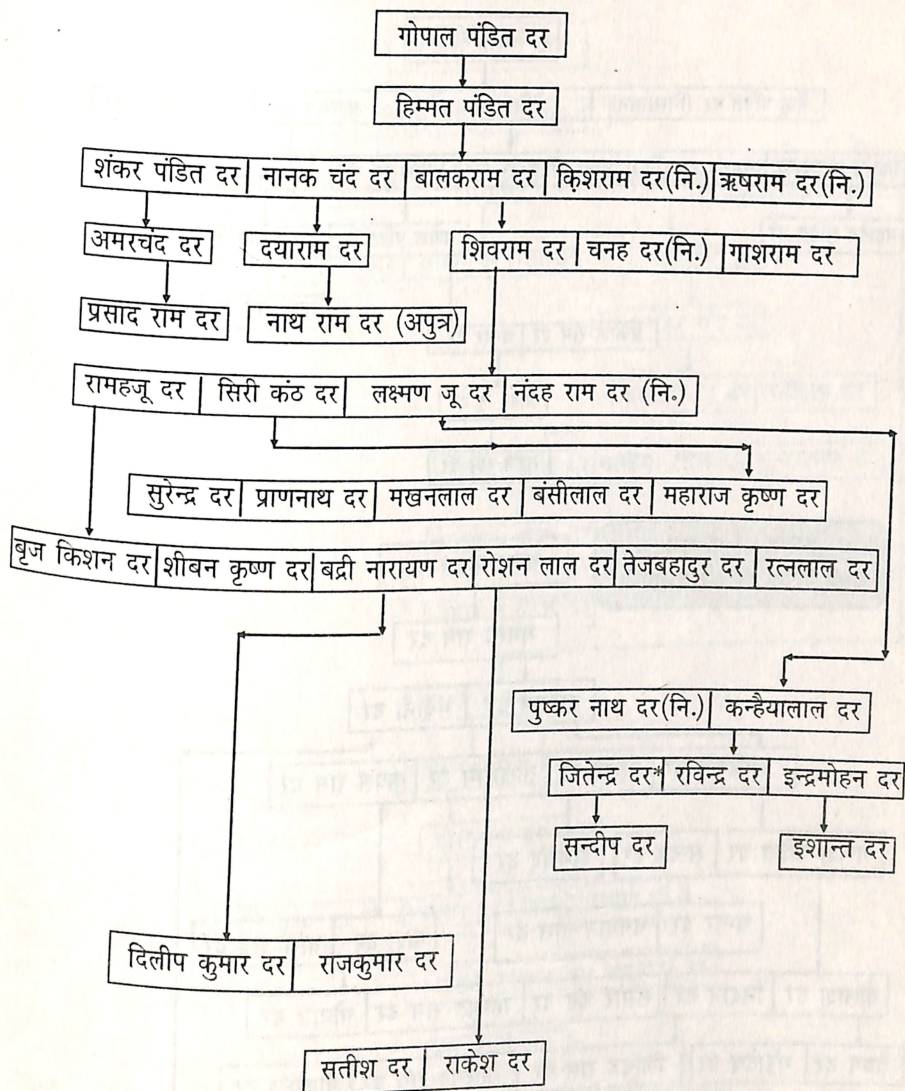 गोपाल पंडित दर
हिम्मत पंडित दर
शंकर पंडित दर नानक चंद दर बालकराम दर किशराम दर(नि.) ऋषराम दर(नि.)
अमरचंद दर दयाराम दर शिवराम दर चनह दर(नि.) गाशराम दर
प्रसाद राम दर नाथ राम दर (अपुत्र)
रामहजू दर सिरी कंठ दर लक्ष्मण जू दर नंदह राम दर (नि.)
सुरेन्द्र दर प्राणनाथ दर मखनलाल दर बंसीलाल दर महाराज कृष्ण दर
बृज किशन दर शीबन कृष्ण दर बद्री नारायण दर रोशन लाल दर तेजबहादुर दर रत्नलाल दर
पुष्कर नाथ दर(नि.) कन्हैयालाल दर
जितेन्द्र दर* रविन्द्र दर इन्द्रमोहन दर
सन्दीप दर इशान्त दर
दिलीप कुमार दर राजकुमार दर
सतीश दर राकेश दर